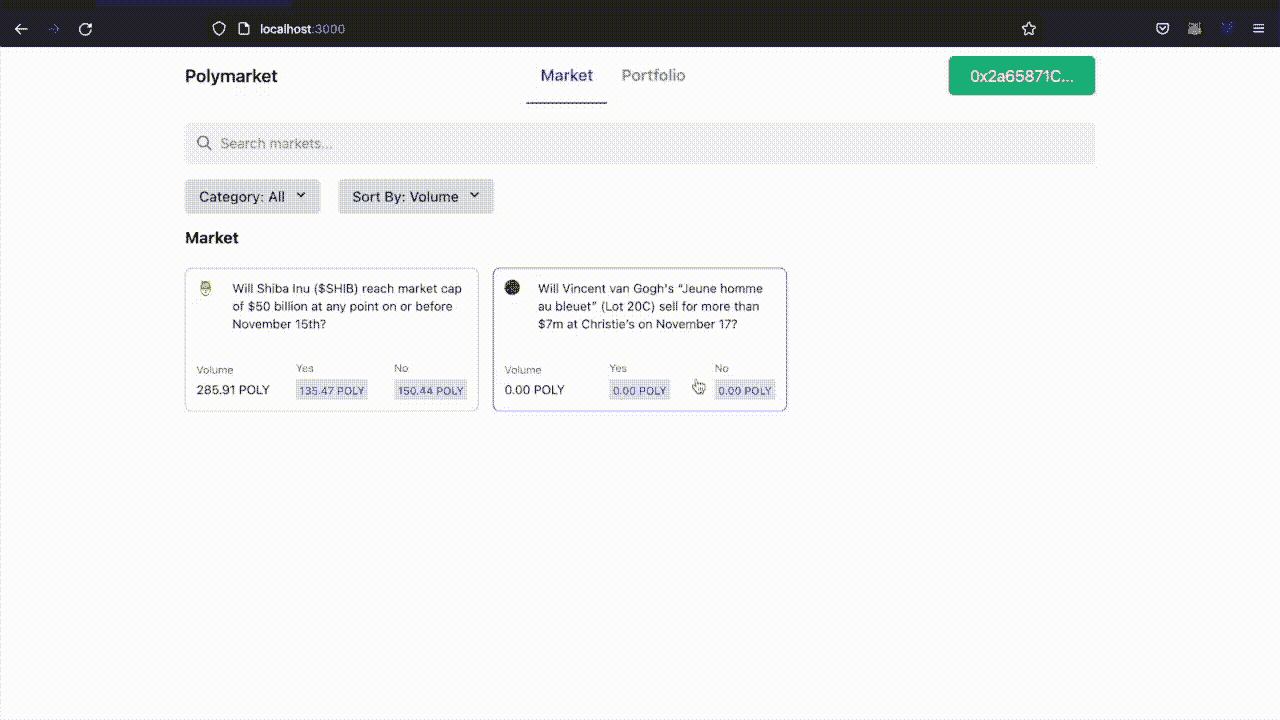 localhost:3000
Polymarket
Market
Portfolio
0x2a65871C...
Search markets...
Category: All
Sort By: Volume
Market
Will Shiba Inu ($SHIB) reach market cap
of $50 billion at any point on or before
November 15th?
Volume
Yes
No
285.91 POLY
135.47 POLY
150.44 POLY
Will Vincent van Gogh's “Jeune homme
au bleuet” (Lot 20C) sell for more than
$7m at Christie's on November 17?
Volume
Yes
No
0.00 POLY
0.00 POLY
0.00 POLY